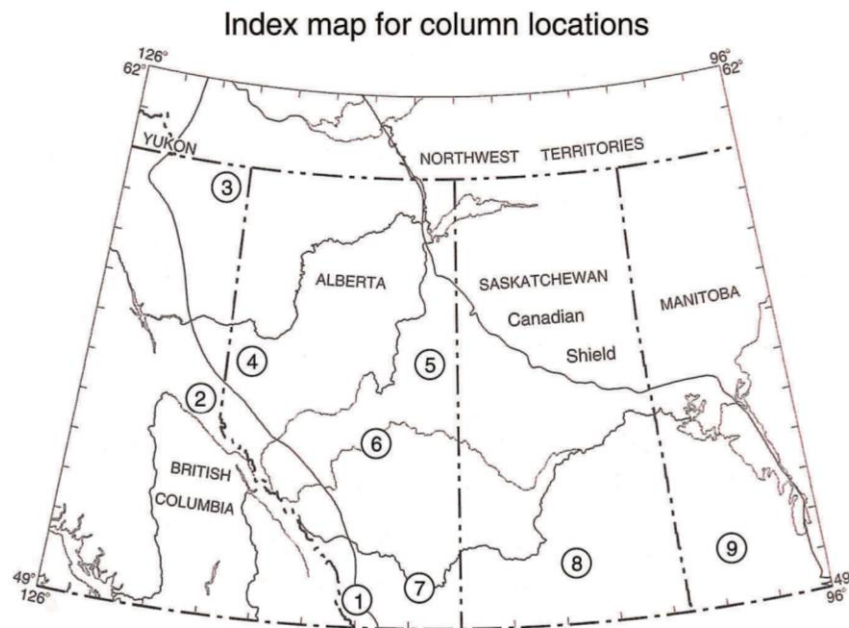 Index map for column locations
126°
62°
96°
62°
YUKON
NORTHWEST TERRITORIES
3
ALBERTA
SASKATCHEWAN
MANITOBA
Canadian
Shield
4
5
2
6
BRITISH
COLUMBIA
9
8
7
1
49°
126°
49°
96°